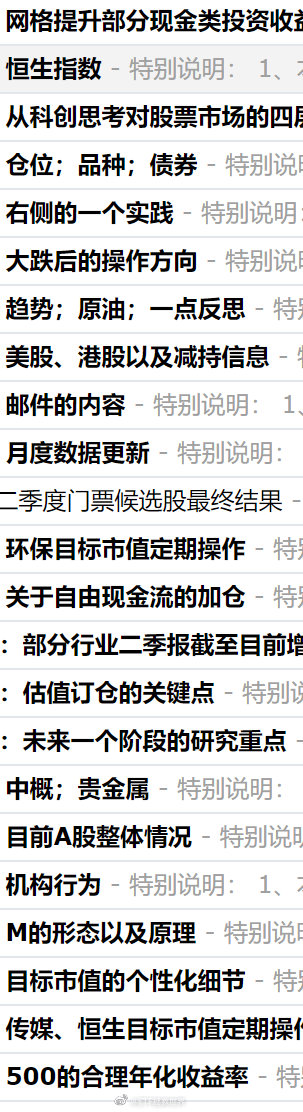 网格提升部分现金类投资收益
恒生指数 - 特别说明： 1、
从科创思考对股票市场的四层
仓位；品种；债券 - 特别说
右侧的一个实践 - 特别说明：
大跌后的操作方向 - 特别说
趋势；原油；一点反思 - 特
美股、港股以及减持信息 -
邮件的内容 - 特别说明： 1、
月度数据更新 - 特别说明：
二季度门票候选股最终结果 -
环保目标市值定期操作 - 特
关于自由现金流的加仓 - 特
：部分行业二季报截至目前增
：估值订仓的关键点 - 特别
：未来一个阶段的研究重点 -
中概；贵金属 - 特别说明：
目前A股整体情况 - 特别说
机构行为 - 特别说明： 1、
M的形态以及原理 - 特别说
目标市值的个性化细节 - 特
传媒、恒生目标市值定期操作
500的合理年化收益率 - 特